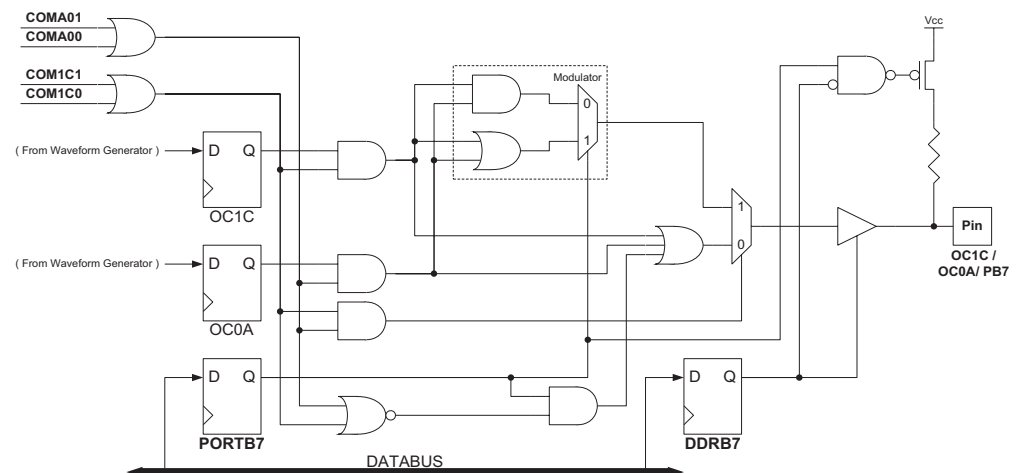 COMA01
COMA00
Vcc
COM1C1
COM1C0
Modulator
0
1
( From Waveform Generator )
D Q
OC1C
1
0
Pin
OC1C /
OC0A/ PB7
( From Waveform Generator )
D Q
OC0A
D Q
PORTB7
D Q
DDRB7
DATABUS